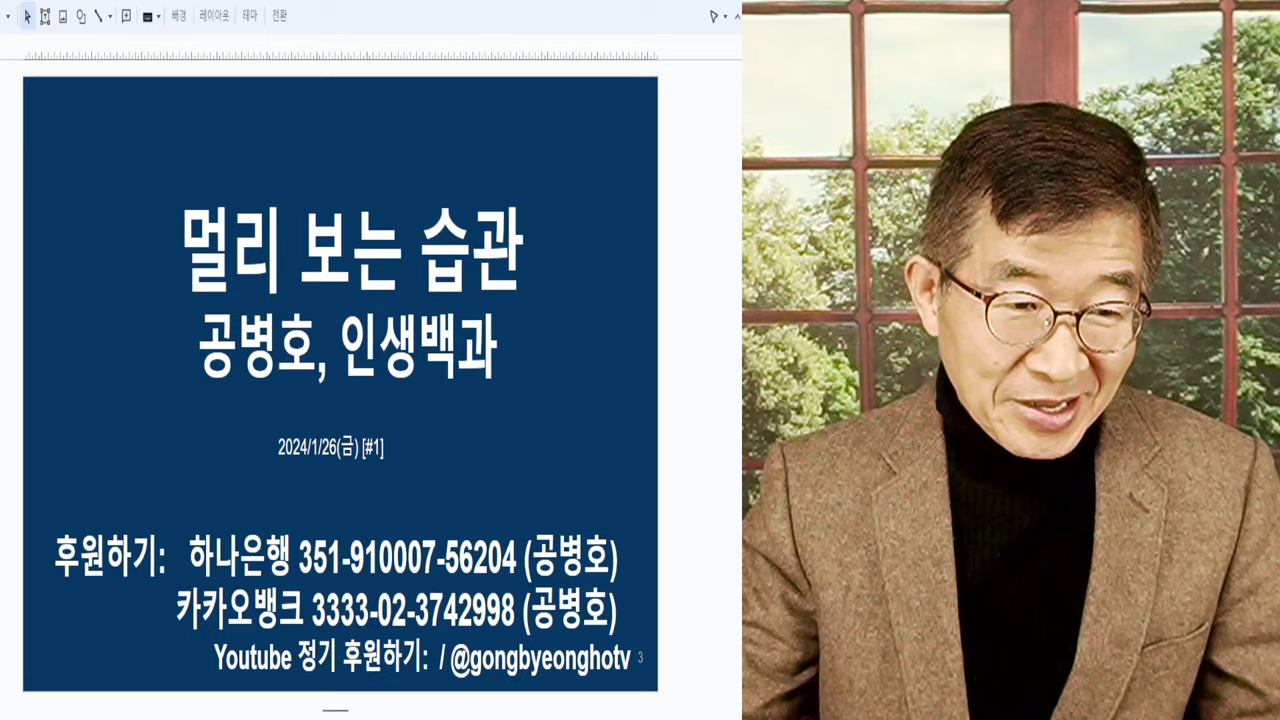 배경 레이아웃 테마 전환
멀리 보는 습관
공병호, 인생백과
2024/1/26(금) [#1]
후원하기: 하나은행 351-910007-56204 (공병호)
카카오뱅크 3333-02-3742998 (공병호)
Youtube 정기 후원하기: / @gongbyeonghotv
3